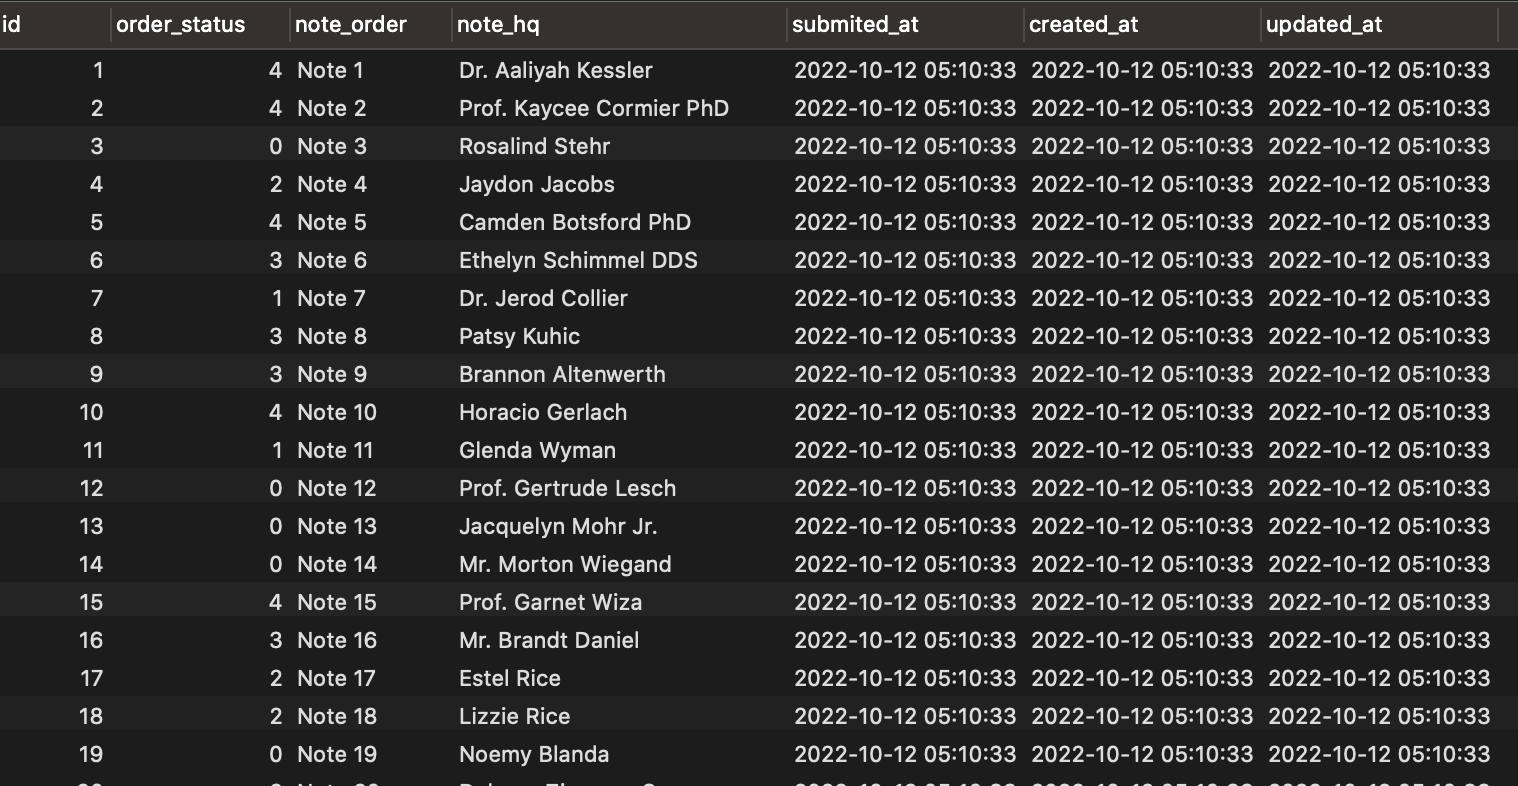 id order_status note_order note_hq submited_at created_at updated_at
1 4 Note 1 Dr. Aaliyah Kessler 2022-10-12 05:10:33 2022-10-12 05:10:33 2022-10-12 05:10:33
2 4 Note 2 Prof. Kaycee Cormier PhD 2022-10-12 05:10:33 2022-10-12 05:10:33 2022-10-12 05:10:33
3 0 Note 3 Rosalind Stehr 2022-10-12 05:10:33 2022-10-12 05:10:33 2022-10-12 05:10:33
4 2 Note 4 Jaydon Jacobs 2022-10-12 05:10:33 2022-10-12 05:10:33 2022-10-12 05:10:33
5 4 Note 5 Camden Botsford PhD 2022-10-12 05:10:33 2022-10-12 05:10:33 2022-10-12 05:10:33
6 3 Note 6 Ethelyn Schimmel DDS 2022-10-12 05:10:33 2022-10-12 05:10:33 2022-10-12 05:10:33
7 1 Note 7 Dr. Jerod Collier 2022-10-12 05:10:33 2022-10-12 05:10:33 2022-10-12 05:10:33
8 3 Note 8 Patsy Kuhic 2022-10-12 05:10:33 2022-10-12 05:10:33 2022-10-12 05:10:33
9 3 Note 9 Brannon Altenwerth 2022-10-12 05:10:33 2022-10-12 05:10:33 2022-10-12 05:10:33
10 4 Note 10 Horacio Gerlach 2022-10-12 05:10:33 2022-10-12 05:10:33 2022-10-12 05:10:33
11 1 Note 11 Glenda Wyman 2022-10-12 05:10:33 2022-10-12 05:10:33 2022-10-12 05:10:33
12 0 Note 12 Prof. Gertrude Lesch 2022-10-12 05:10:33 2022-10-12 05:10:33 2022-10-12 05:10:33
13 0 Note 13 Jacquelyn Mohr Jr. 2022-10-12 05:10:33 2022-10-12 05:10:33 2022-10-12 05:10:33
14 0 Note 14 Mr. Morton Wiegand 2022-10-12 05:10:33 2022-10-12 05:10:33 2022-10-12 05:10:33
15 4 Note 15 Prof. Garnet Wiza 2022-10-12 05:10:33 2022-10-12 05:10:33 2022-10-12 05:10:33
16 3 Note 16 Mr. Brandt Daniel 2022-10-12 05:10:33 2022-10-12 05:10:33 2022-10-12 05:10:33
17 2 Note 17 Estel Rice 2022-10-12 05:10:33 2022-10-12 05:10:33 2022-10-12 05:10:33
18 2 Note 18 Lizzie Rice 2022-10-12 05:10:33 2022-10-12 05:10:33 2022-10-12 05:10:33
19 0 Note 19 Noemy Blanda 2022-10-12 05:10:33 2022-10-12 05:10:33 2022-10-12 05:10:33